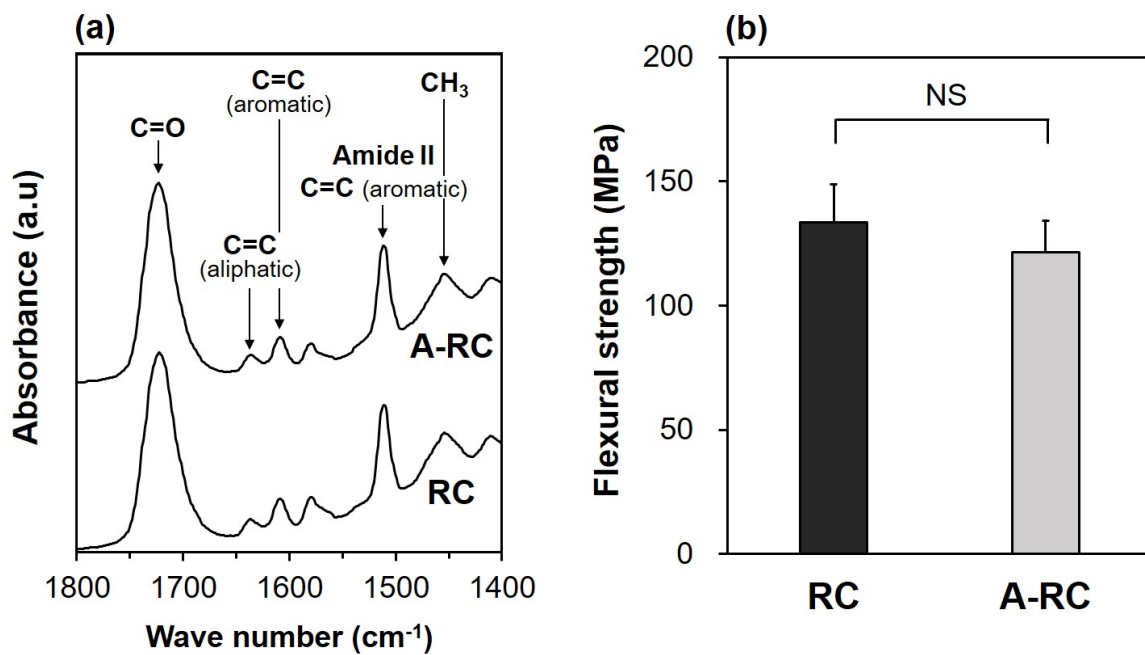 (a)
C=O
C=C
(aromatic)
CH₃
Amide II
C=C (aromatic)
C=C
(aliphatic)
A-RC
RC
Absorbance (a.u)
1800 1700 1600 1500 1400
Wave number (cm⁻¹)
(b)
200
150
100
50
0
NS
Flexural strength (MPa)
RC A-RC